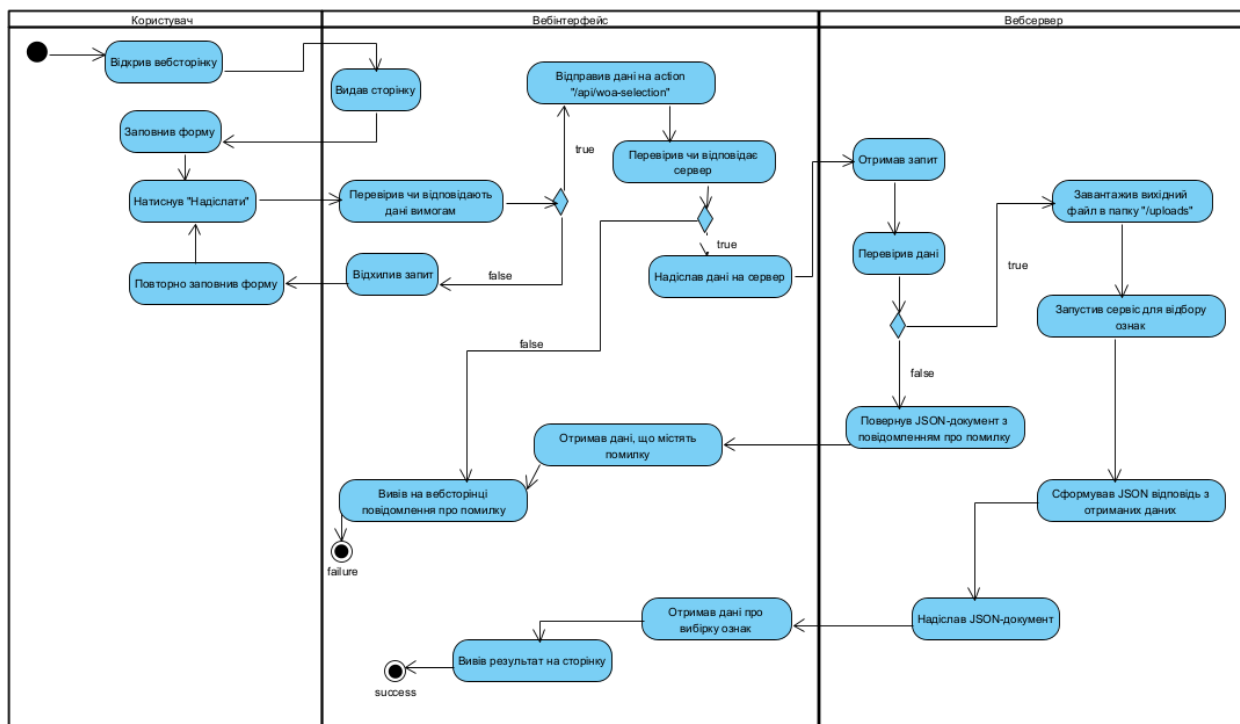 Користувач
Вебінтерфейс
Вебсервер
Відкрив вебсторінку
Видав сторінку
Заповнив форму
Натиснув "Надіслати"
Повторно заповнив форму
Перевірив чи відповідають
дані вимогам
true
false
Відхилив запит
Відправив дані на action
"/api/woa-selection"
Перевірив чи відповідає
сервер
true
false
Надіслав дані на сервер
Отримав запит
Перевірив дані
true
false
Завантажив вихідний
файл в папку "/uploads"
Запустив сервіс для відбору
ознак
Повернув JSON-документ з
повідомленням про помилку
Отримав дані, що містять
помилку
Вивів на вебсторінці
повідомлення про помилку
failure
Сформував JSON відповідь з
отриманих даних
Надіслав JSON-документ
Отримав дані про
вибірку ознак
Вивів результат на сторінку
success